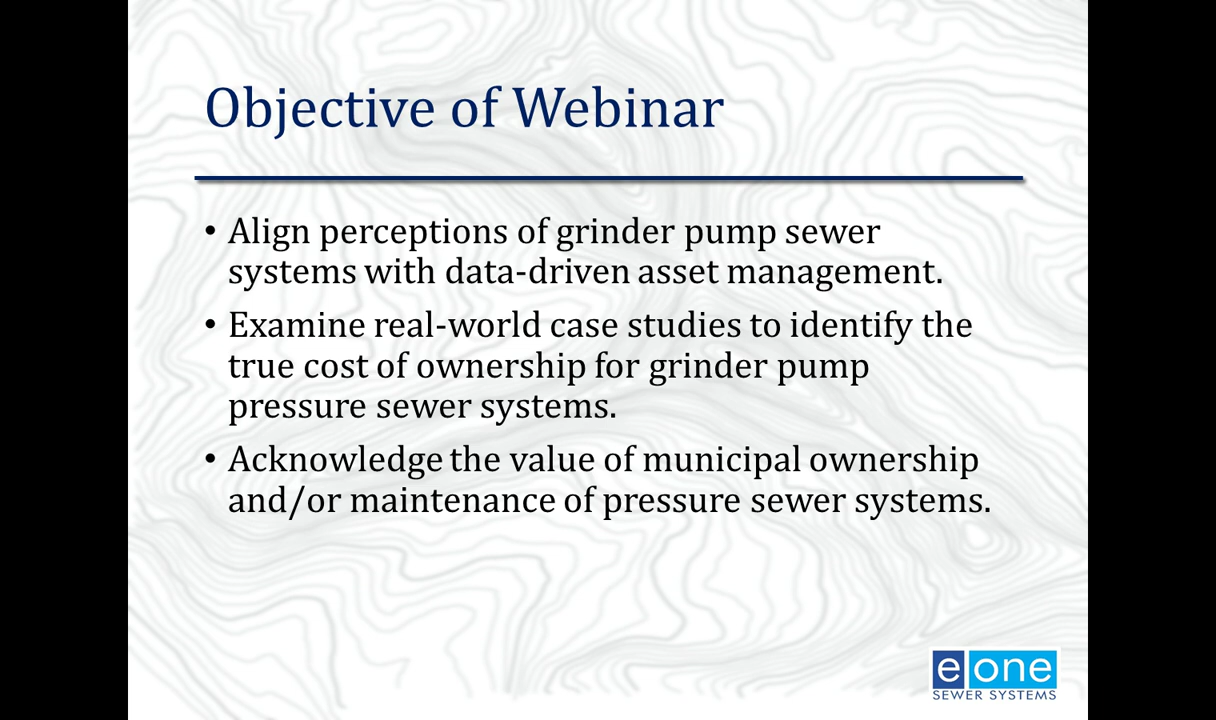 Objective of Webinar
• Align perceptions of grinder pump sewer
systems with data-driven asset management.
• Examine real-world case studies to identify the
true cost of ownership for grinder pump
pressure sewer systems.
• Acknowledge the value of municipal ownership
and/or maintenance of pressure sewer systems.
e one
SEWER SYSTEMS